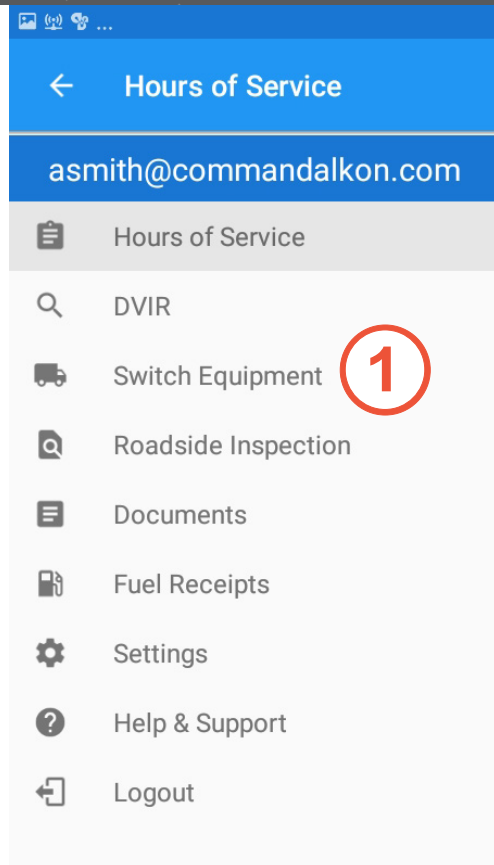 ...
Hours of Service
asmith@commandalkon.com
Hours of Service
DVIR
Switch Equipment 1
Roadside Inspection
Documents
Fuel Receipts
Settings
Help & Support
Logout